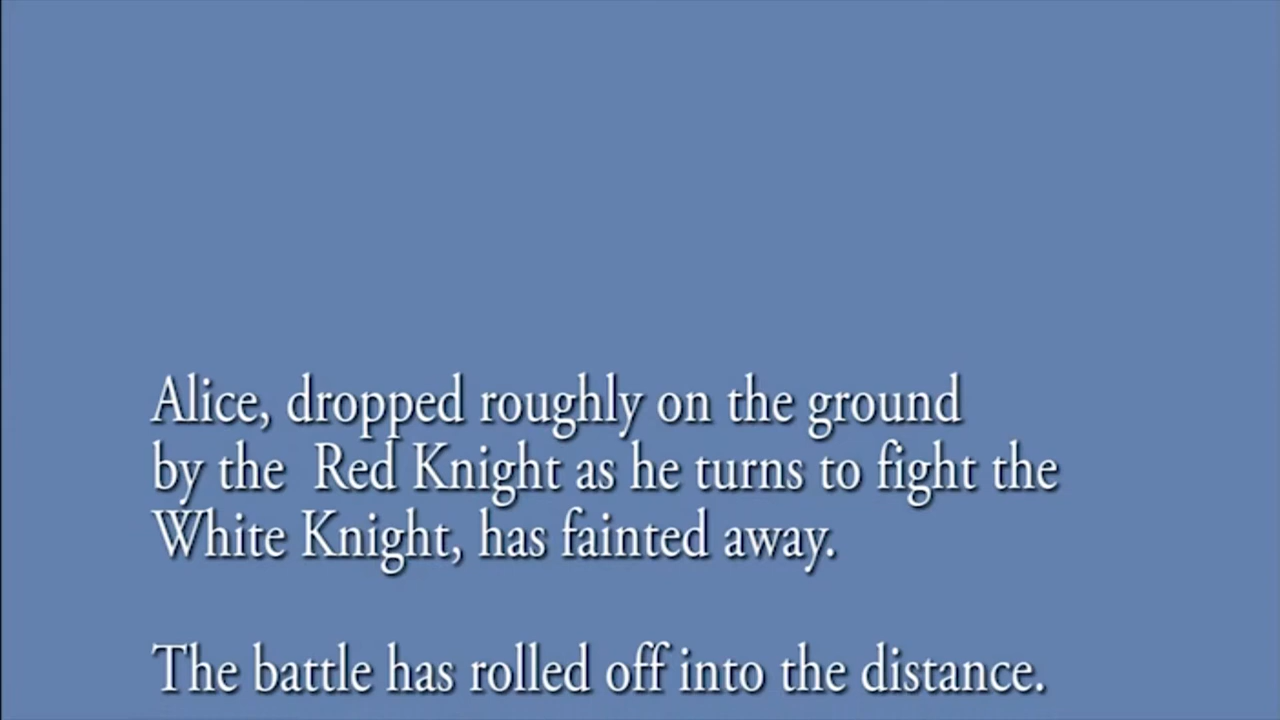 Alice, dropped roughly on the ground
by the  Red Knight as he turns to fight the
White Knight, has fainted away.
The battle has rolled off into the distance.